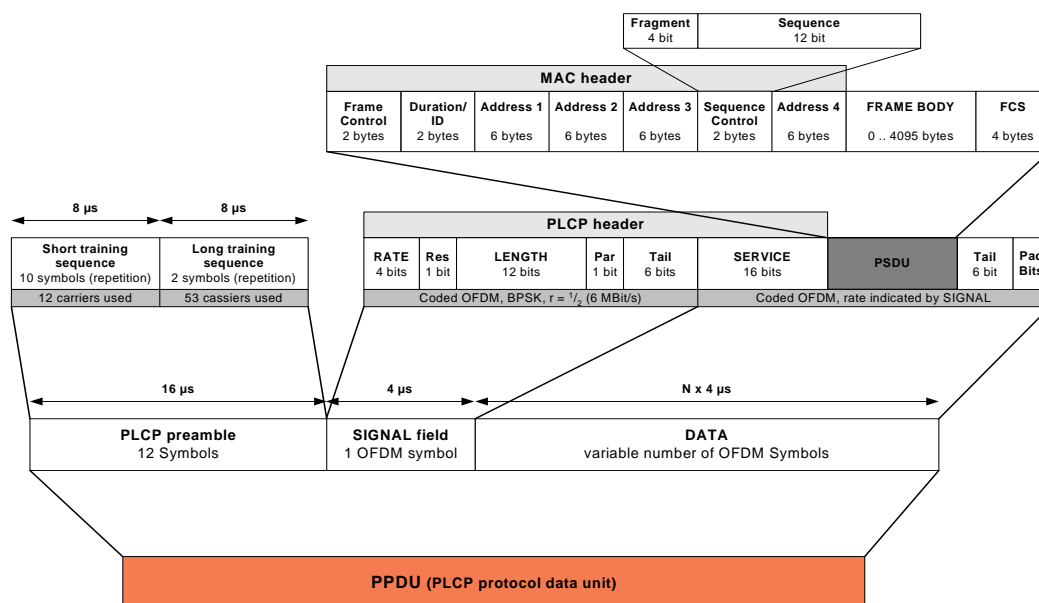 Fragment
4 bit
Sequence
12 bit
MAC header
Frame Control
2 bytes
Duration/ ID
2 bytes
Address 1
6 bytes
Address 2
6 bytes
Address 3
6 bytes
Sequence Control
2 bytes
Address 4
6 bytes
FRAME BODY
0 .. 4095 bytes
FCS
4 bytes
8 µs
8 µs
Short training
sequence
10 symbols (repetition)
12 carriers used
Long training
sequence
2 symbols (repetition)
53 cassiers used
PLCP header
RATE
4 bits
Res
1 bit
LENGTH
12 bits
Par
1 bit
Tail
6 bits
SERVICE
16 bits
PSDU
Tail
6 bit
Pad
Bits
Coded OFDM, BPSK, r = 1/2 (6 MBit/s)
Coded OFDM, rate indicated by SIGNAL
16 µs
4 µs
N x 4 µs
PLCP preamble
12 Symbols
SIGNAL field
1 OFDM symbol
DATA
variable number of OFDM Symbols
PPDU (PLCP protocol data unit)